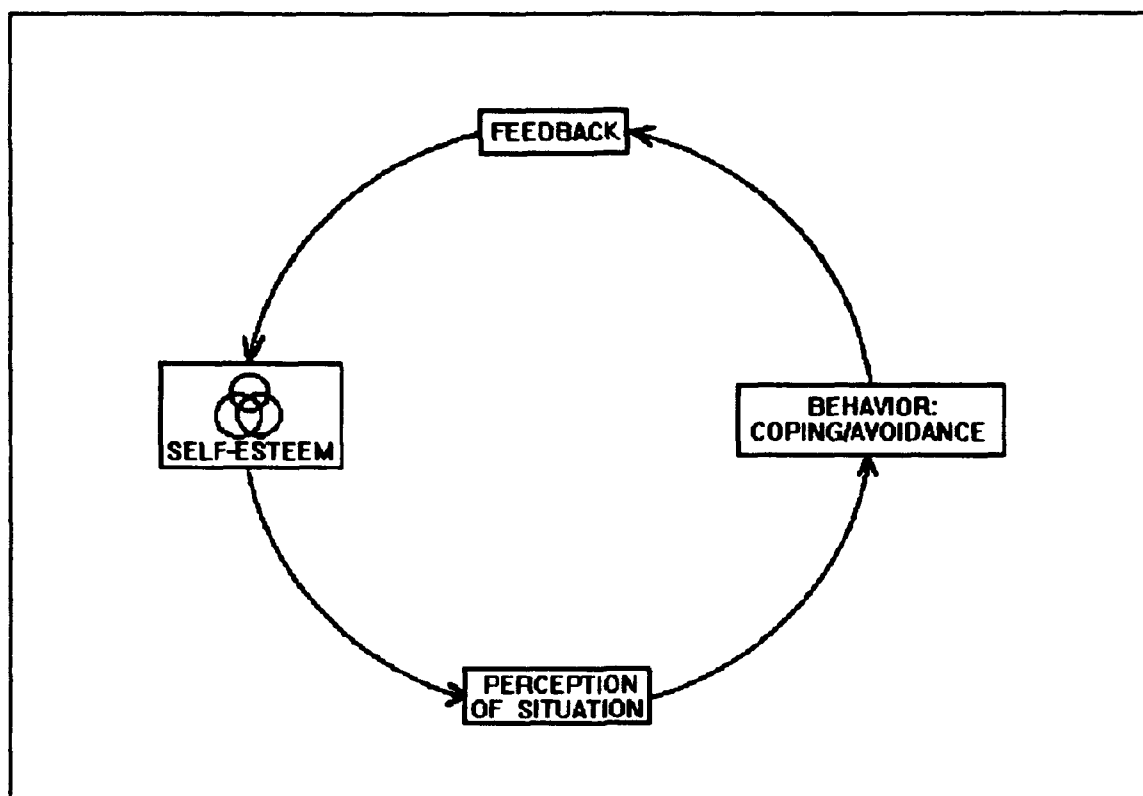 FEEDBACK
SELF-ESTEEM
BEHAVIOR:
COPING/AVOIDANCE
PERCEPTION
OF SITUATION